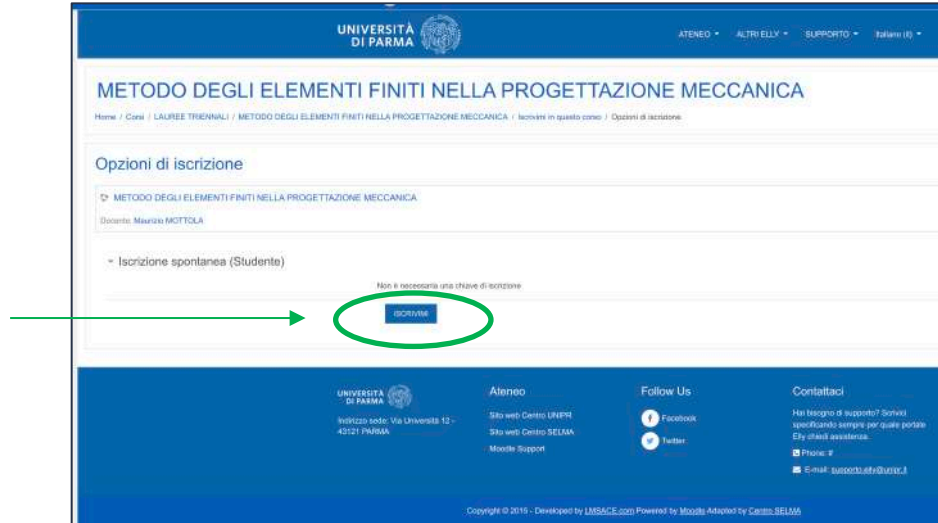 UNIVERSITÀ
DI PARMA
ATENEO
ALTRI ELLY
SUPPORTO
Italiano (it)
METODO DEGLI ELEMENTI FINITI NELLA PROGETTAZIONE MECCANICA
Home / Corsi / LAUREE TRIENNALI / METODO DEGLI ELEMENTI FINITI NELLA PROGETTAZIONE MECCANICA / Iscrivimi in questo corso / Opzioni di iscrizione
Opzioni di iscrizione
METODO DEGLI ELEMENTI FINITI NELLA PROGETTAZIONE MECCANICA
Docente: Maurizio MOTTOLA
Iscrizione spontanea (Studente)
Non è necessaria una chiave di iscrizione
ISCRIVIMI
UNIVERSITÀ
DI PARMA
Indirizzo sede: Via Università 12 -
43121 PARMA
Ateneo
Sito web Centro UNIPR
Sito web Centro SELMA
Moodle Support
Follow Us
Facebook
Twitter
Contattaci
Hai bisogno di supporto? Scrivici
specificando sempre per quale portale
Elly chiedi assistenza.
Phone: #
E-mail: supporto.elly@unipr.it
Copyright © 2015 - Developed by LMSACE.com Powered by Moodle Adapted by Centro SELMA